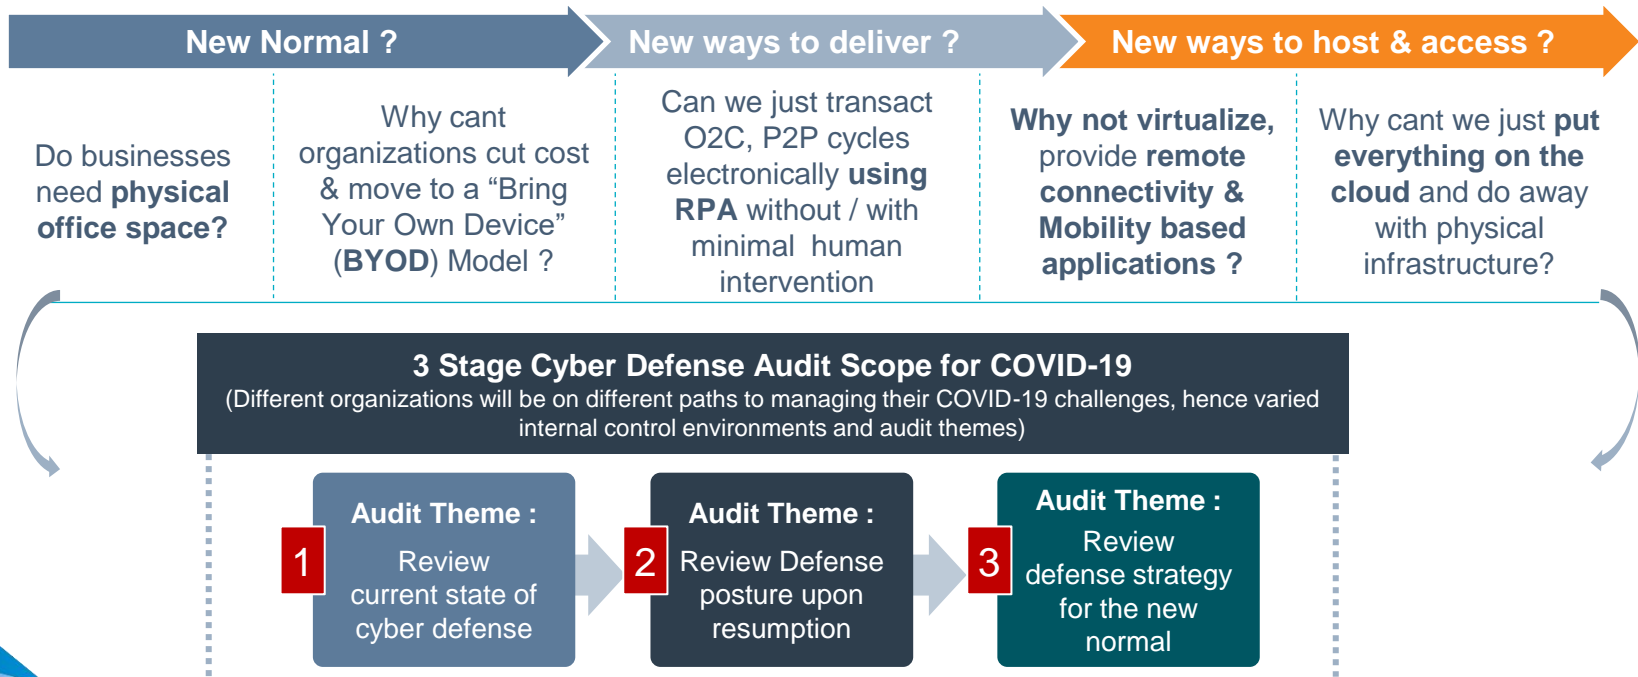 New Normal ?
New ways to deliver ?
New ways to host & access ?
Do businesses
need physical
office space?
Why cant
organizations cut cost
& move to a “Bring
Your Own Device”
(BYOD) Model ?
Can we just transact
O2C, P2P cycles
electronically using
RPA without / with
minimal human
intervention
Why not virtualize,
provide remote
connectivity &
Mobility based
applications ?
Why cant we just put
everything on the
cloud and do away
with physical
infrastructure?
3 Stage Cyber Defense Audit Scope for COVID-19
(Different organizations will be on different paths to managing their COVID-19 challenges, hence varied
internal control environments and audit themes)
1
Audit Theme :
Review
current state of
cyber defense
2
Audit Theme :
Review Defense
posture upon
resumption
3
Audit Theme :
Review
defense strategy
for the new
normal